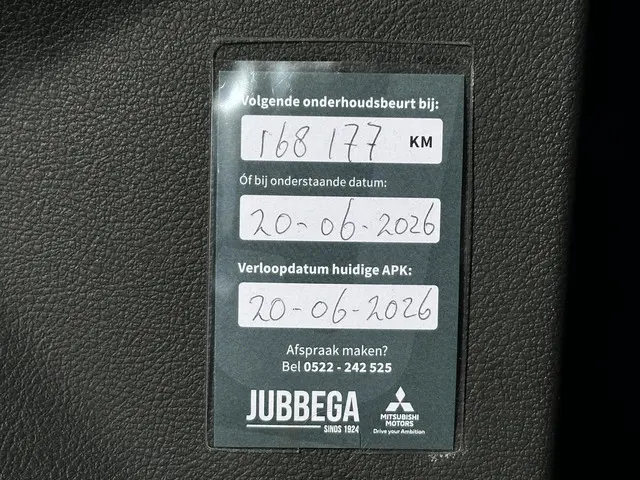 Volgende onderhoudsbeurt bij:
168 177 KM
Óf bij onderstaande datum:
20-06-2026
Verloopdatum huidige APK:
20-06-2026
Afspraak maken?
Bel 0522 - 242 525
JUBBEGA
SINDS 1924
MITSUBISHI
MOTORS
Drive your Ambition